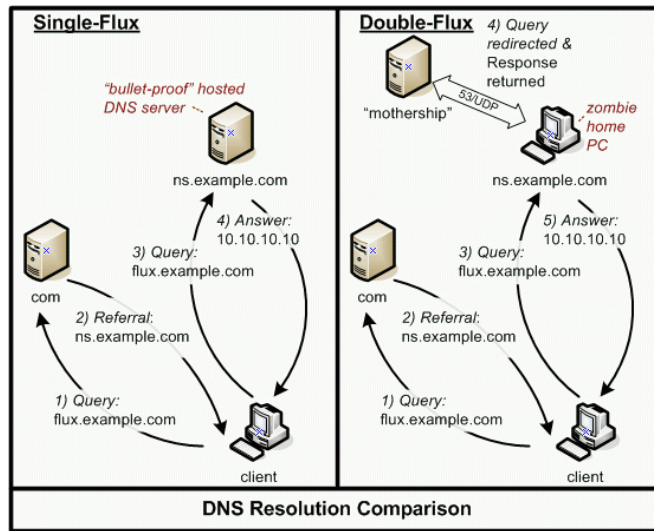 Single-Flux
"bullet-proof" hosted
DNS server
ns.example.com
4) Answer:
10.10.10.10
3) Query:
flux.example.com
com
2) Referral:
ns.example.com
1) Query:
flux.example.com
client
Double-Flux
4) Query
redirected &
Response
returned
53/UDP
"mothership"
zombie
home
PC
ns.example.com
5) Answer:
10.10.10.10
3) Query:
flux.example.com
com
2) Referral:
ns.example.com
1) Query:
flux.example.com
client
DNS Resolution Comparison